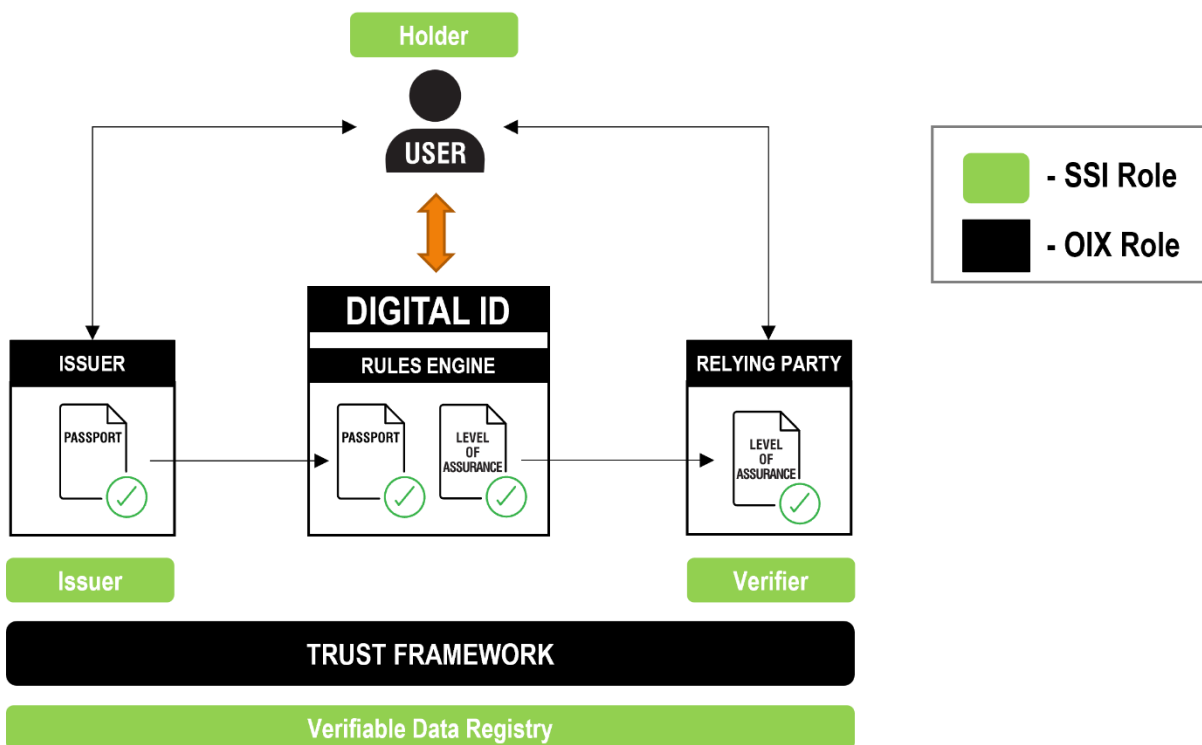 Holder
USER
- SSI Role
- OIX Role
DIGITAL ID
ISSUER
RULES ENGINE
RELYING PARTY
PASSPORT
PASSPORT
LEVEL
OF
ASSURANCE
LEVEL
OF
ASSURANCE
Issuer
Verifier
TRUST FRAMEWORK
Verifiable Data Registry